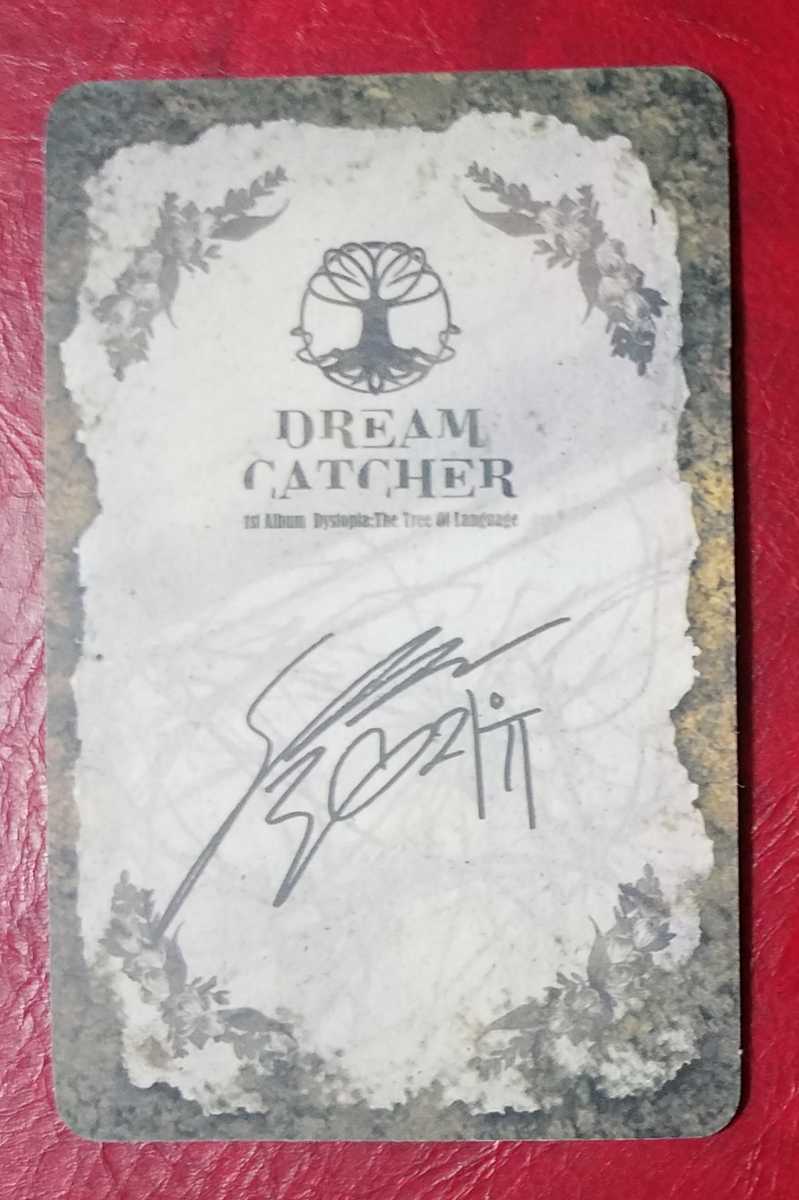 DREAM
CATCHER
1st Album Dystopia:The Tree Of Language